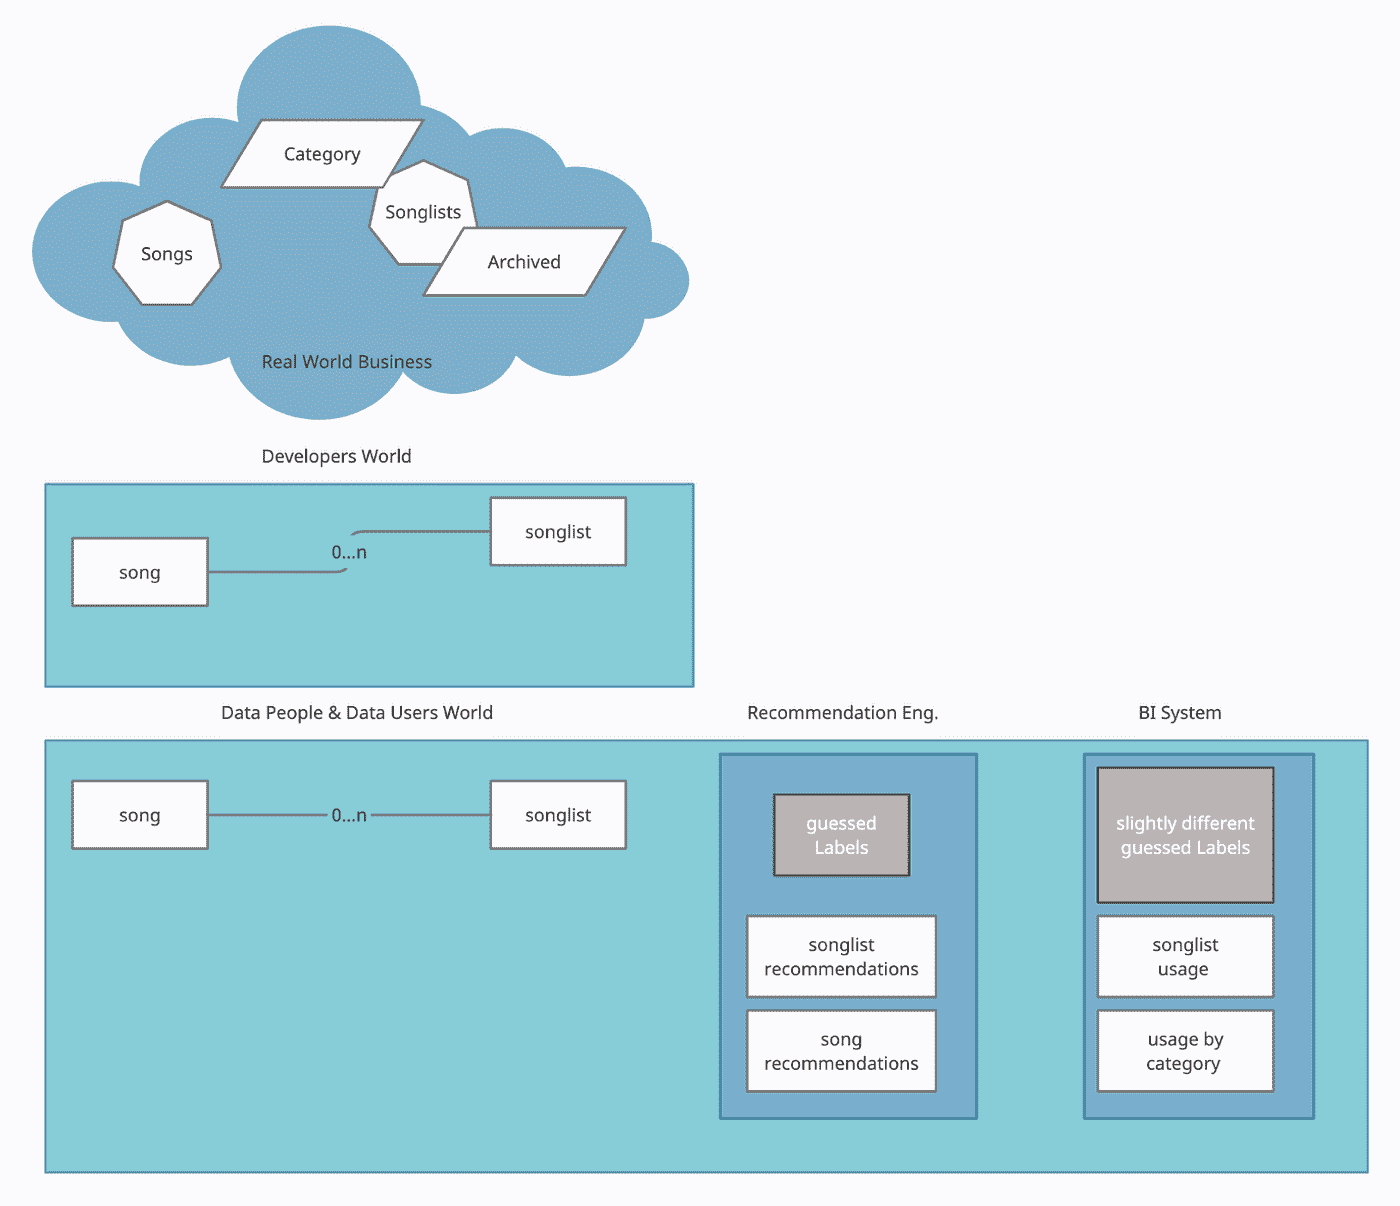 Category
Songlists
Songs
Archived
Real World Business
Developers World
songlist
0...n
song
Data People & Data Users World
Recommendation Eng.
BI System
song
0...n
songlist
guessed
Labels
songlist
recommendations
song
recommendations
slightly different
guessed Labels
songlist
usage
usage by
category